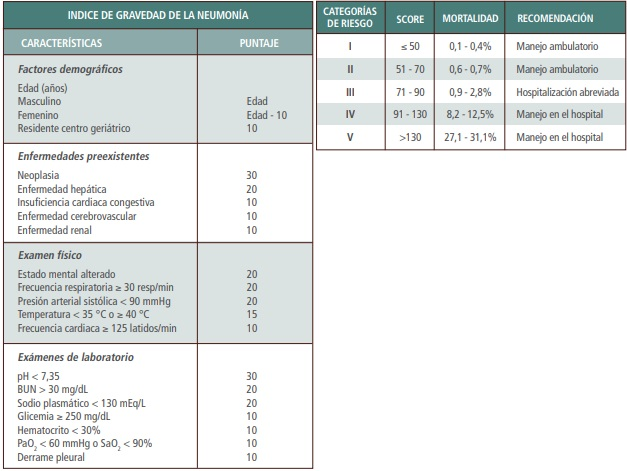 INDICE DE GRAVEDAD DE LA NEUMONÍA
CARACTERÍSTICAS PUNTAJE
Factores demográficos
Edad (años)
Masculino Edad
Femenino Edad - 10
Residente centro geriátrico 10
Enfermedades preexistentes
Neoplasia 30
Enfermedad hepática 20
Insuficiencia cardiaca congestiva 10
Enfermedad cerebrovascular 10
Enfermedad renal 10
Examen físico
Estado mental alterado 20
Frecuencia respiratoria ≥ 30 resp/min 20
Presión arterial sistólica < 90 mmHg 20
Temperatura < 35 °C o ≥ 40 °C 15
Frecuencia cardiaca ≥ 125 latidos/min 10
Exámenes de laboratorio
pH < 7,35 30
BUN > 30 mg/dL 20
Sodio plasmático < 130 mEq/L 20
Glicemia ≥ 250 mg/dL 10
Hematocrito < 30% 10
PaO2 < 60 mmHg o SaO2 < 90% 10
Derrame pleural 10
CATEGORÍAS DE RIESGO SCORE MORTALIDAD RECOMENDACIÓN
I ≤ 50 0,1 - 0,4% Manejo ambulatorio
II 51 - 70 0,6 - 0,7% Manejo ambulatorio
III 71 - 90 0,9 - 2,8% Hospitalización abreviada
IV 91 - 130 8,2 - 12,5% Manejo en el hospital
V >130 27,1 - 31,1% Manejo en el hospital